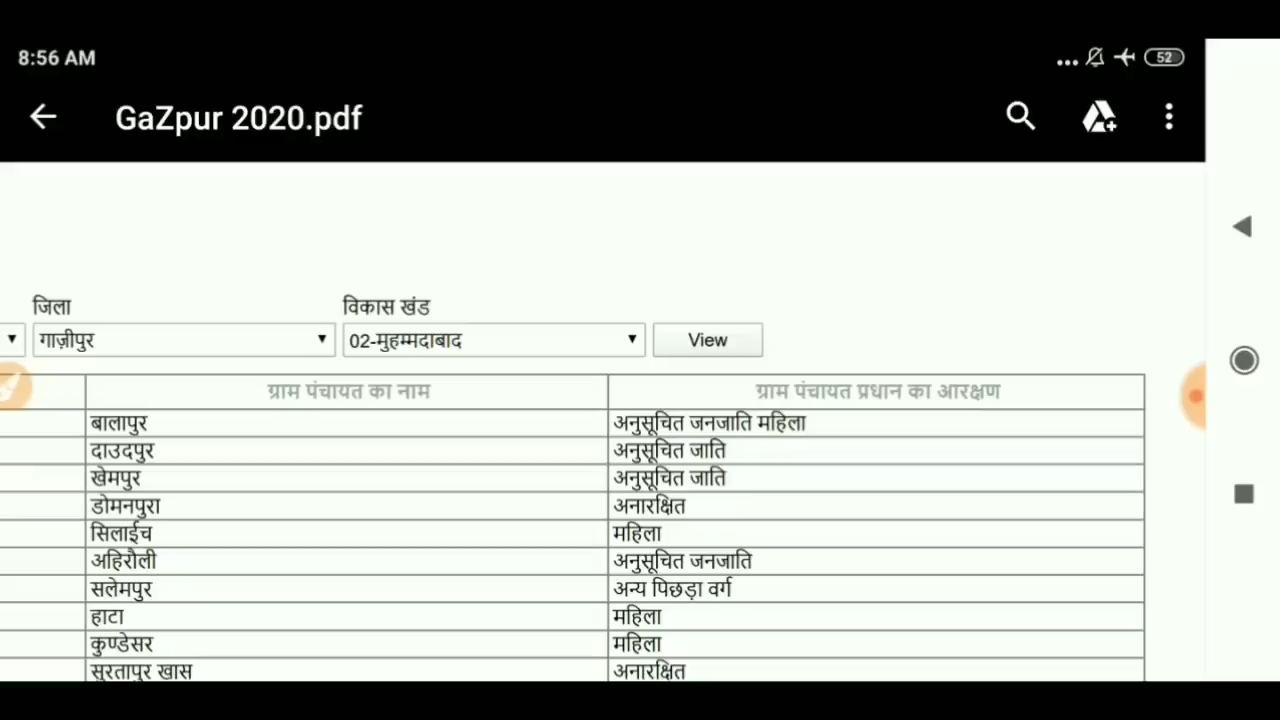 8:56 AM
52
GaZpur 2020.pdf
जिला विकास खंड
गाज़ीपुर 02-मुहम्मदाबाद View
ग्राम पंचायत का नाम ग्राम पंचायत प्रधान का आरक्षण
बालापुर अनुसूचित जनजाति महिला
दाउदपुर अनुसूचित जाति
खेमपुर अनुसूचित जाति
डोमनपुरा अनारक्षित
सिलाईच महिला
अहिरौली अनुसूचित जनजाति
सलेमपुर अन्य पिछड़ा वर्ग
हाटा महिला
कुण्डेसर महिला
सुरतापुर खास अनारक्षित